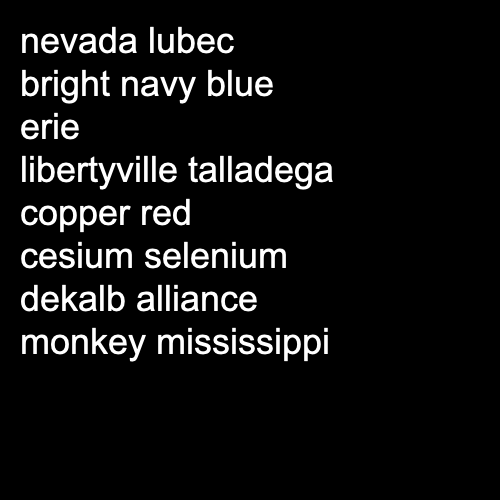 nevada lubec
bright navy blue
erie
libertyville talladega
copper red
cesium selenium
dekalb alliance
monkey mississippi